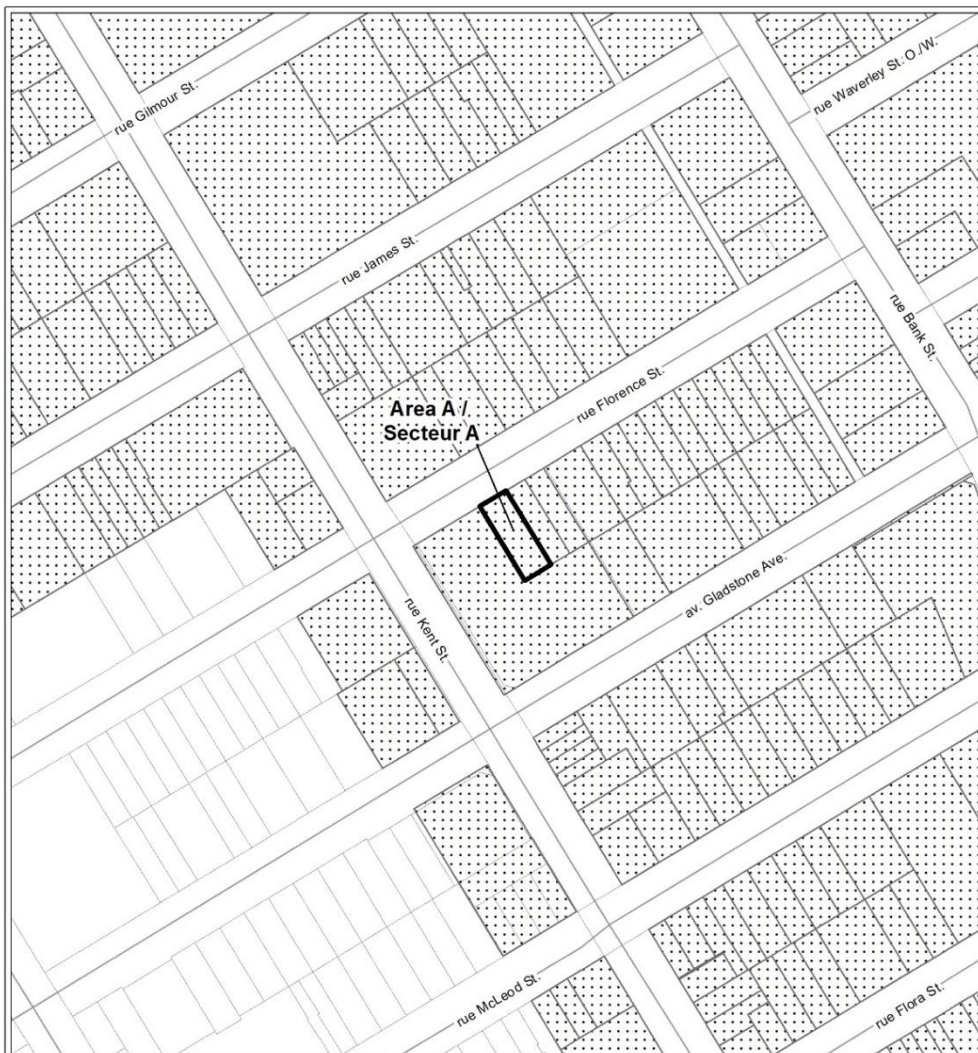 rue Gilmour St.
rue Waverley St. O./W.
rue James St.
rue Bank St.
rue Florence St.
Area A /
Secteur A
av. Gladstone Ave.
rue Kent St.
rue McLeod St.
rue Flora St.